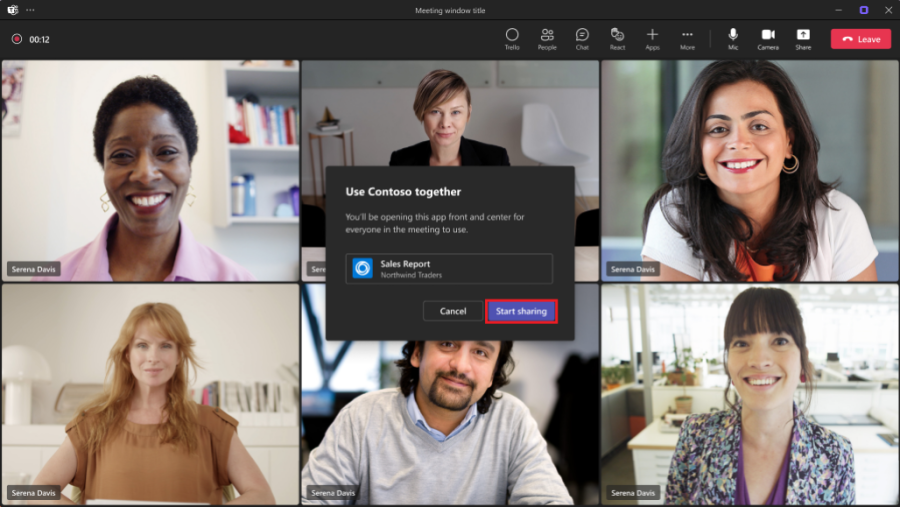 Meeting window title
00:12
Trello
People
Chat
React
Apps
More
Mic
Camera
Share
Leave
Use Contoso together
You'll be opening this app front and center for
everyone in the meeting to use.
Sales Report
Northwind Traders
Cancel
Start sharing
Serena Davis
Sere
Serena Davis
Serena Davis
Serena Davis
Serena Davis